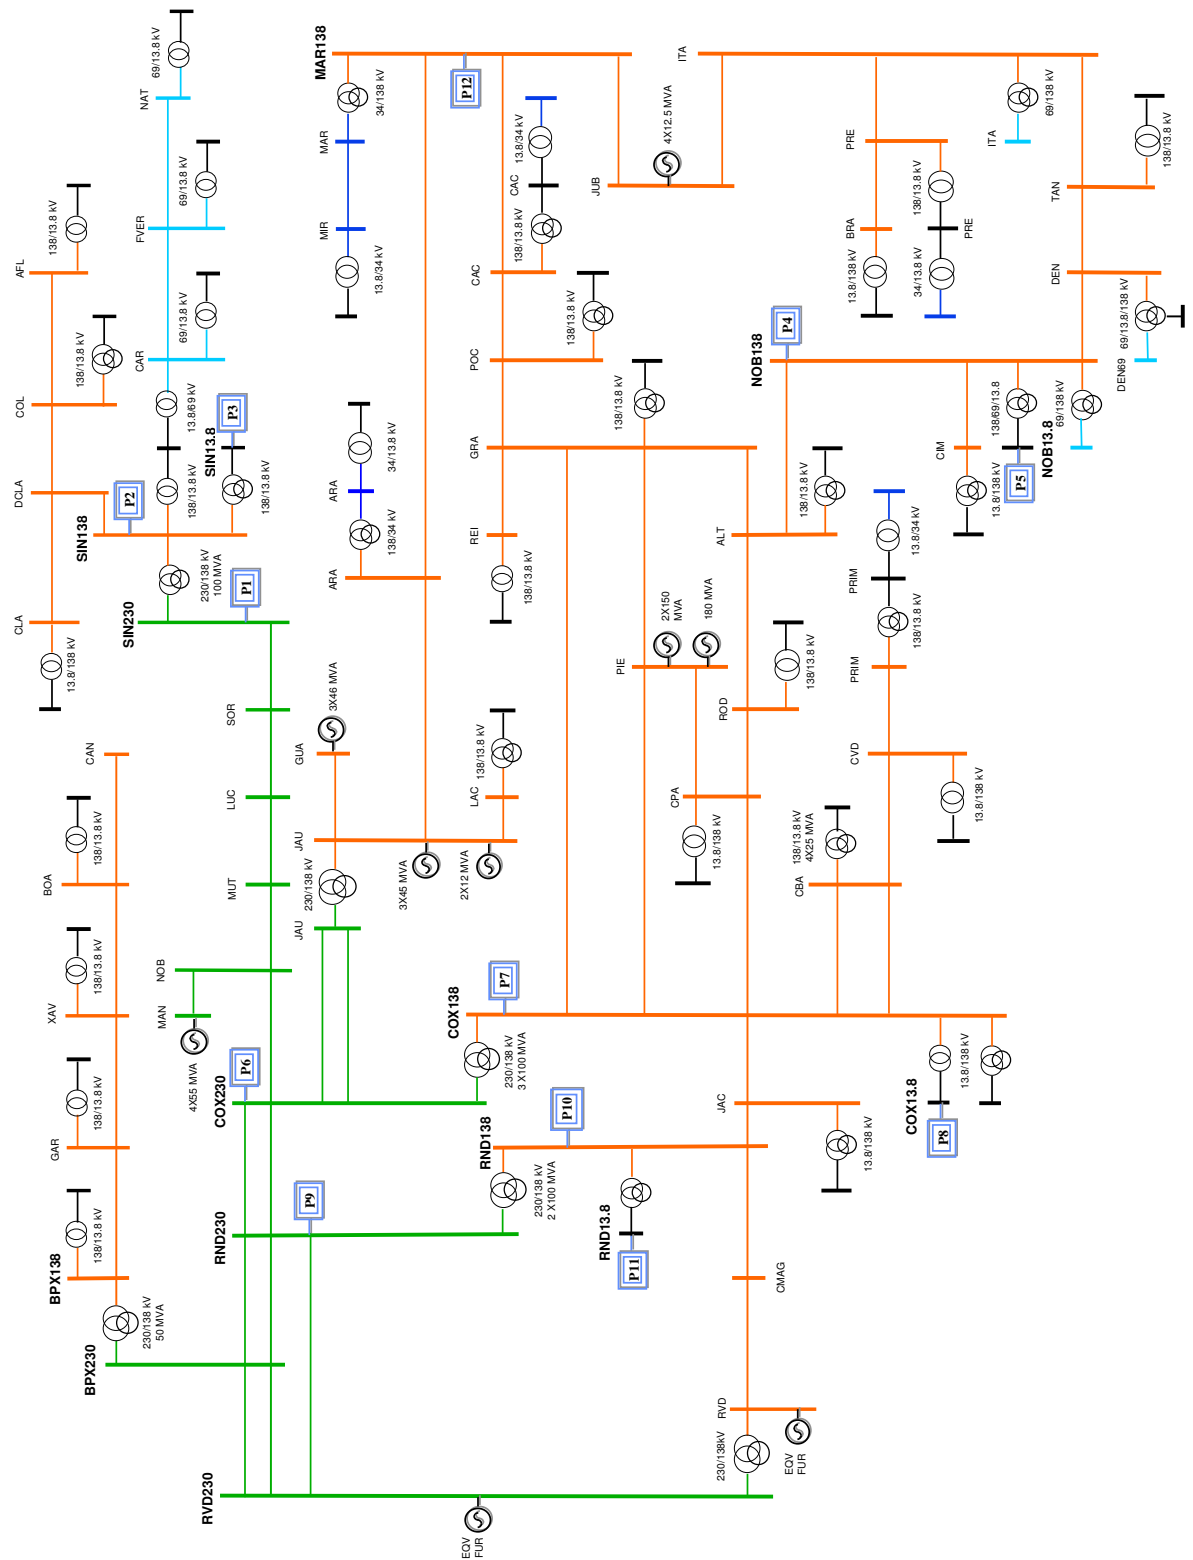 CLA
DCLA
COL
AFL
13.8/138 kV
138/13.8 kV
138/13.8 kV
BPX138
GAR
XAV
BOA
CAN
138/13.8 kV
138/13.8 kV
138/13.8 kV
138/13.8 kV
BPX230
230/138 kV
50 MVA
SIN138
P2
CAR
FVER
NAT
SIN230
230/138 kV
100 MVA
138/13.8 kV
13.8/69 kV
69/13.8 kV
69/13.8 kV
69/13.8 kV
SIN13.8
P3
138/13.8 kV
P1
MAN
NOB
MUT
LUC
SOR
4X55 MVA
RVD230
RND230
COX230
P9
P6
JAU
JAU
GUA
230/138 kV
3X46 MVA
ARA
ARA
138/34 kV
34/13.8 kV
MIR
MAR
MAR138
13.8/34 kV
34/138 kV
3X45 MVA
2X12 MVA
LAC
138/13.8 kV
P12
EQV
FUR
COX138
P7
230/138 kV
3 X100 MVA
RND138
P10
230/138 kV
2 X100 MVA
REI
GRA
POC
CAC
CAC
138/13.8 kV
138/13.8 kV
138/13.8 kV
13.8/34 kV
RND13.8
P11
138/13.8 kV
JUB
4X12.5 MVA
PIE
2X150
MVA
180 MVA
CPA
13.8/138 kV
ITA
RVD
230/138kV
EQV
FUR
CMAG
JAC
13.8/138 kV
ROD
138/13.8 kV
ALT
138/13.8 kV
NOB138
P4
CBA
138/13.8 kV
4X25 MVA
CVD
13.8/138 kV
PRIM
PRIM
138/13.8 kV
13.8/34 kV
BRA
PRE
13.8/138 kV
138/13.8 kV
PRE
34/13.8 kV
COX13.8
P8
13.8/138 kV
CIM
13.8/138 kV
138/69/13.8
P5
NOB13.8
69/138 kV
ITA
69/138 kV
DEN
TAN
DEN69
69/13.8/138 kV
138/13.8 kV